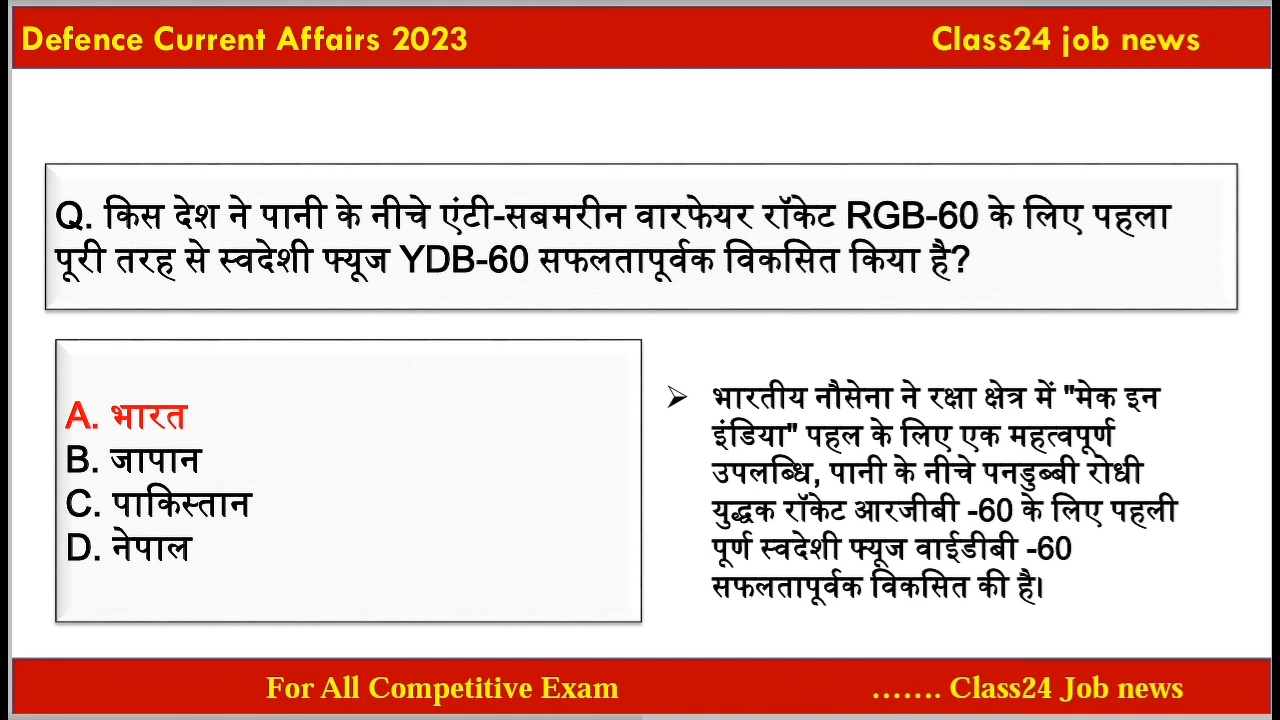 Defence Current Affairs 2023
Class24 job news
Q. किस देश ने पानी के नीचे एंटी-सबमरीन वारफेयर रॉकेट RGB-60 के लिए पहला
पूरी तरह से स्वदेशी फ्यूज YDB-60 सफलतापूर्वक विकसित किया है?
A. भारत
B. जापान
C. पाकिस्तान
D. नेपाल
➢ भारतीय नौसेना ने रक्षा क्षेत्र में "मेक इन
इंडिया" पहल के लिए एक महत्वपूर्ण
उपलब्धि, पानी के नीचे पनडुब्बी रोधी
युद्धक रॉकेट आरजीबी -60 के लिए पहली
पूर्ण स्वदेशी फ्यूज वाईडीबी -60
सफलतापूर्वक विकसित की है।
For All Competitive Exam
……. Class24 Job news